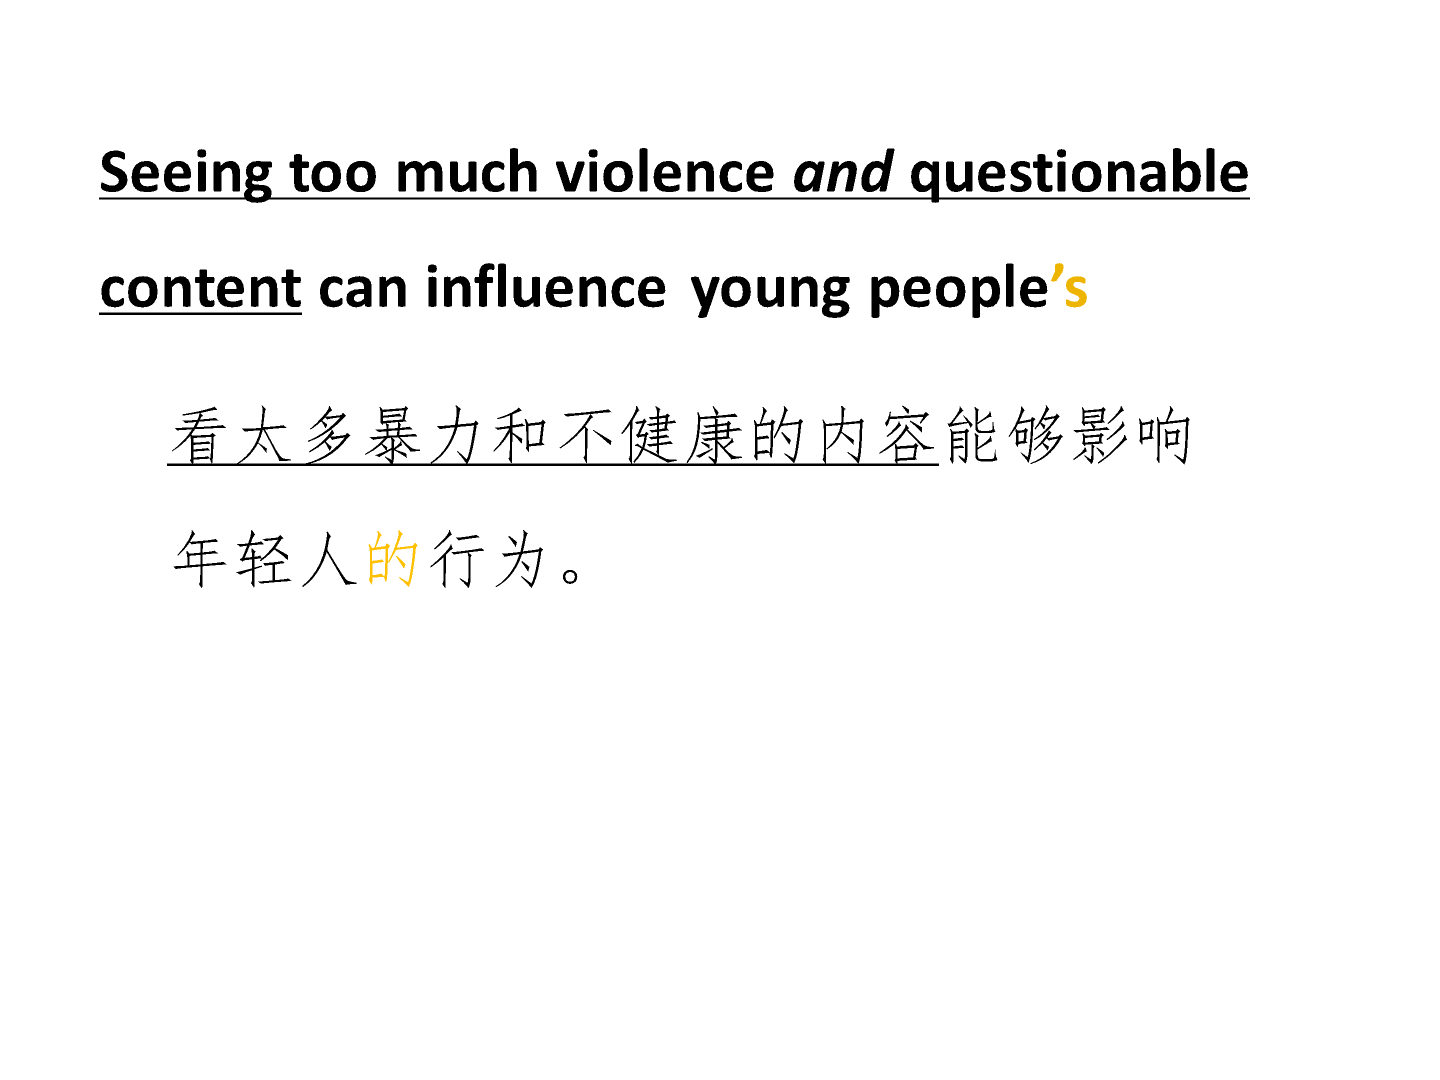 Seeing too much violence and questionable
content can influence young people’s
看太多暴力和不健康的内容能够影响
年轻人的行为。